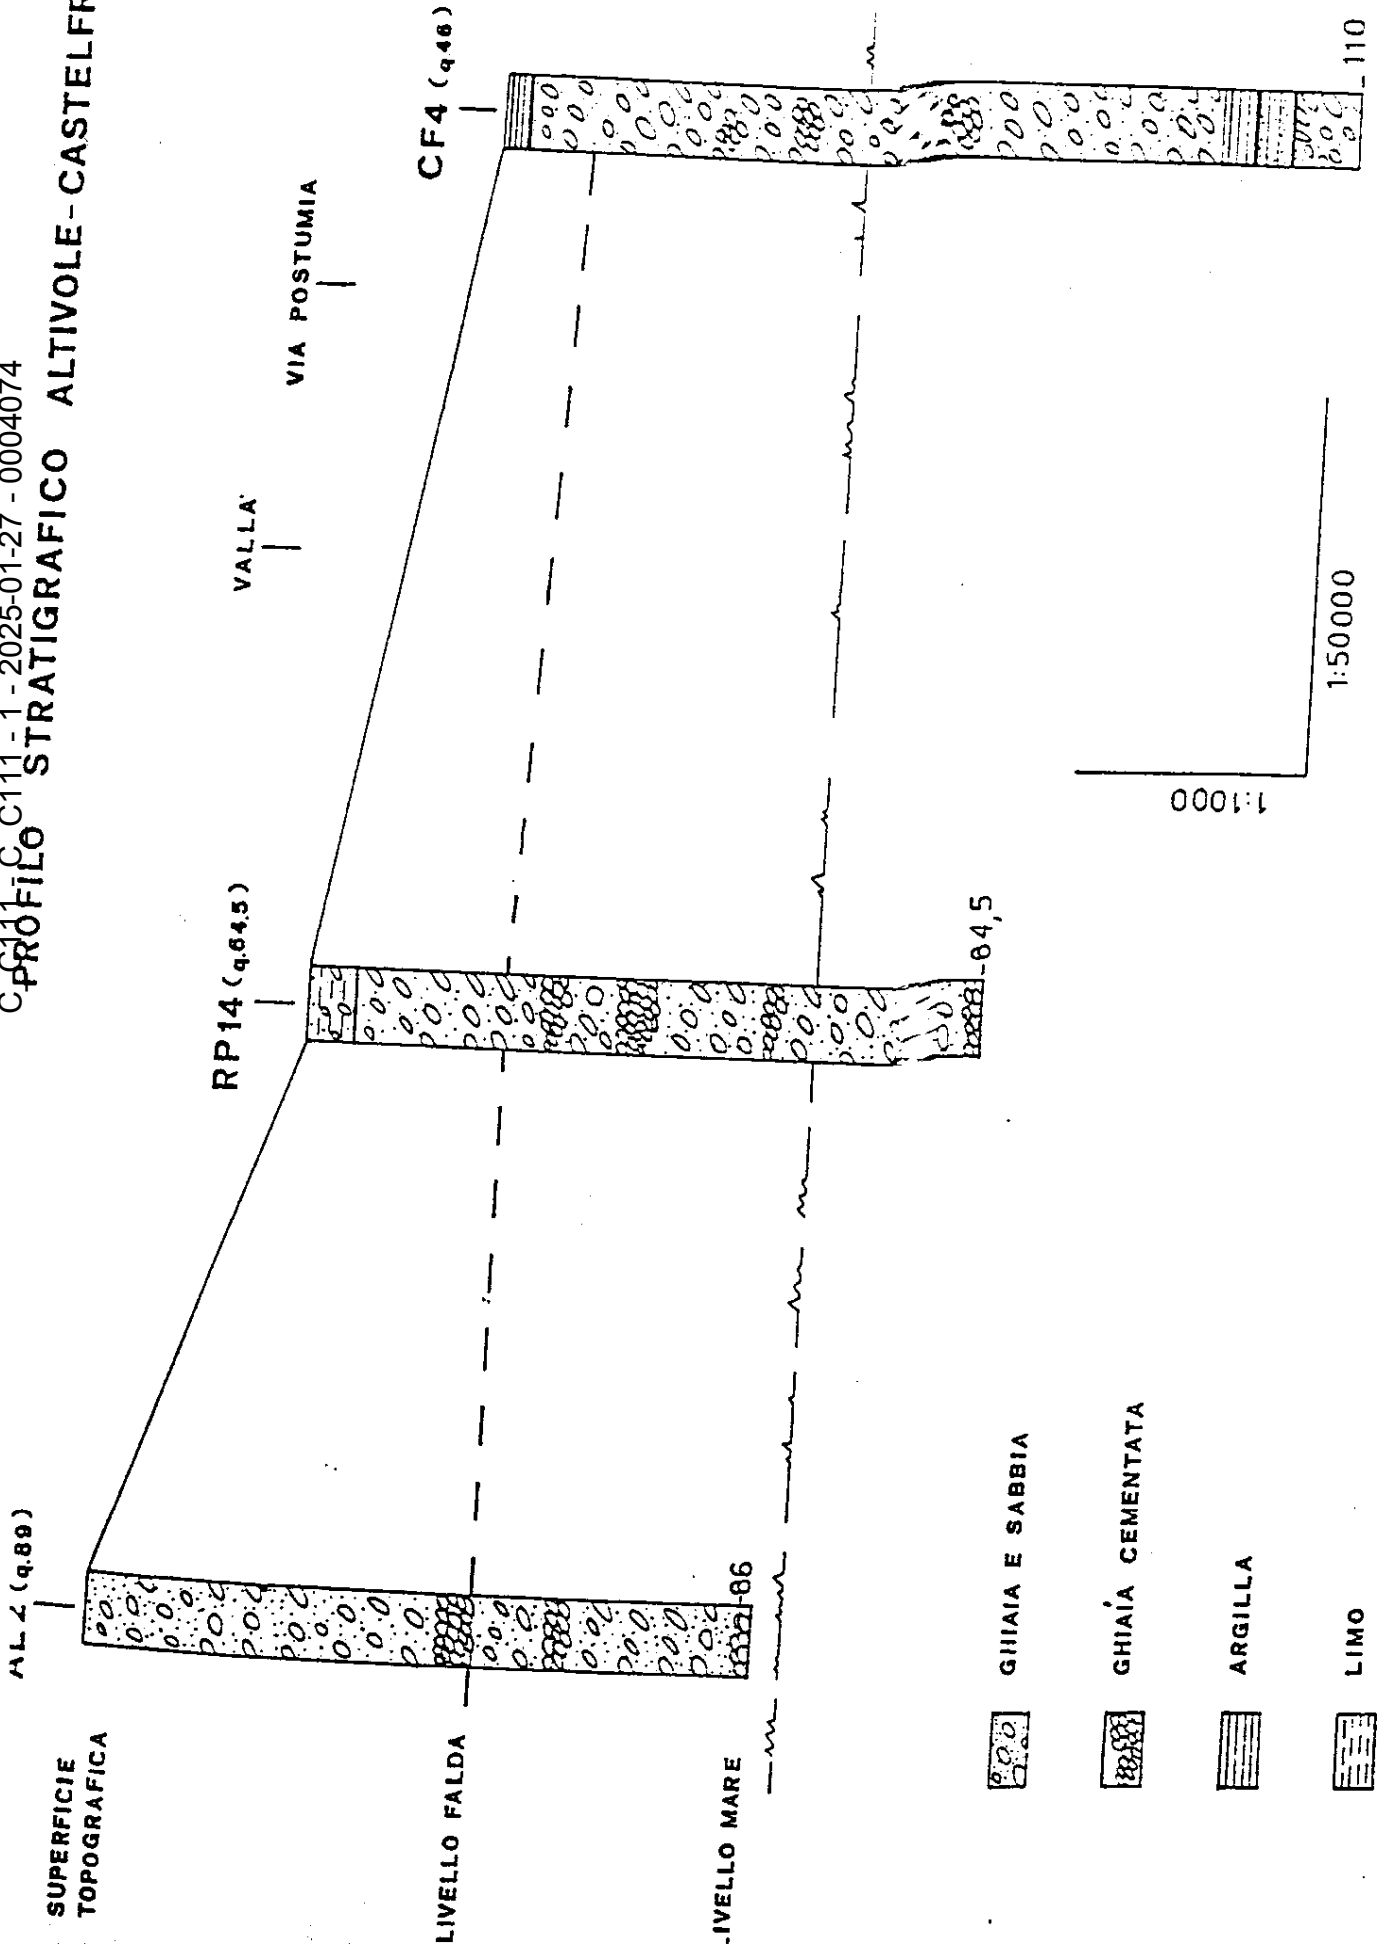 C_C111 - C_C111 - 1 - 2025-01-27 - 0004074
PROFILO STRATIGRAFICO ALTIVOLE-CASTELFR
SUPERFICIE
TOPOGRAFICA
(q.89)
RP14 (q.64.5)
VALLA'
VIA POSTUMIA
CF4 (q.46)
LIVELLO FALDA
LIVELLO MARE
86
84,5
110
GHIAIA E SABBIA
GHIAIA CEMENTATA
ARGILLA
LIMO
1:1000
1:50000